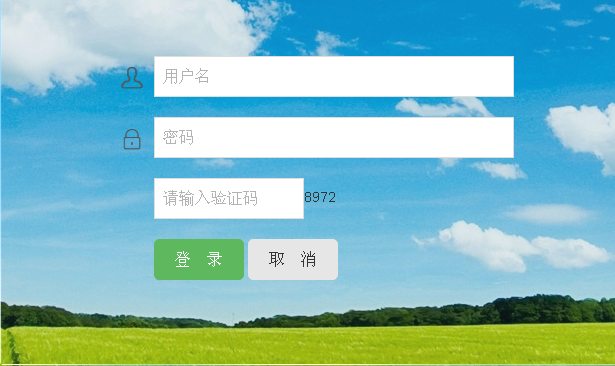 用户名
密码
请输入验证码 8972
登 录 取 消